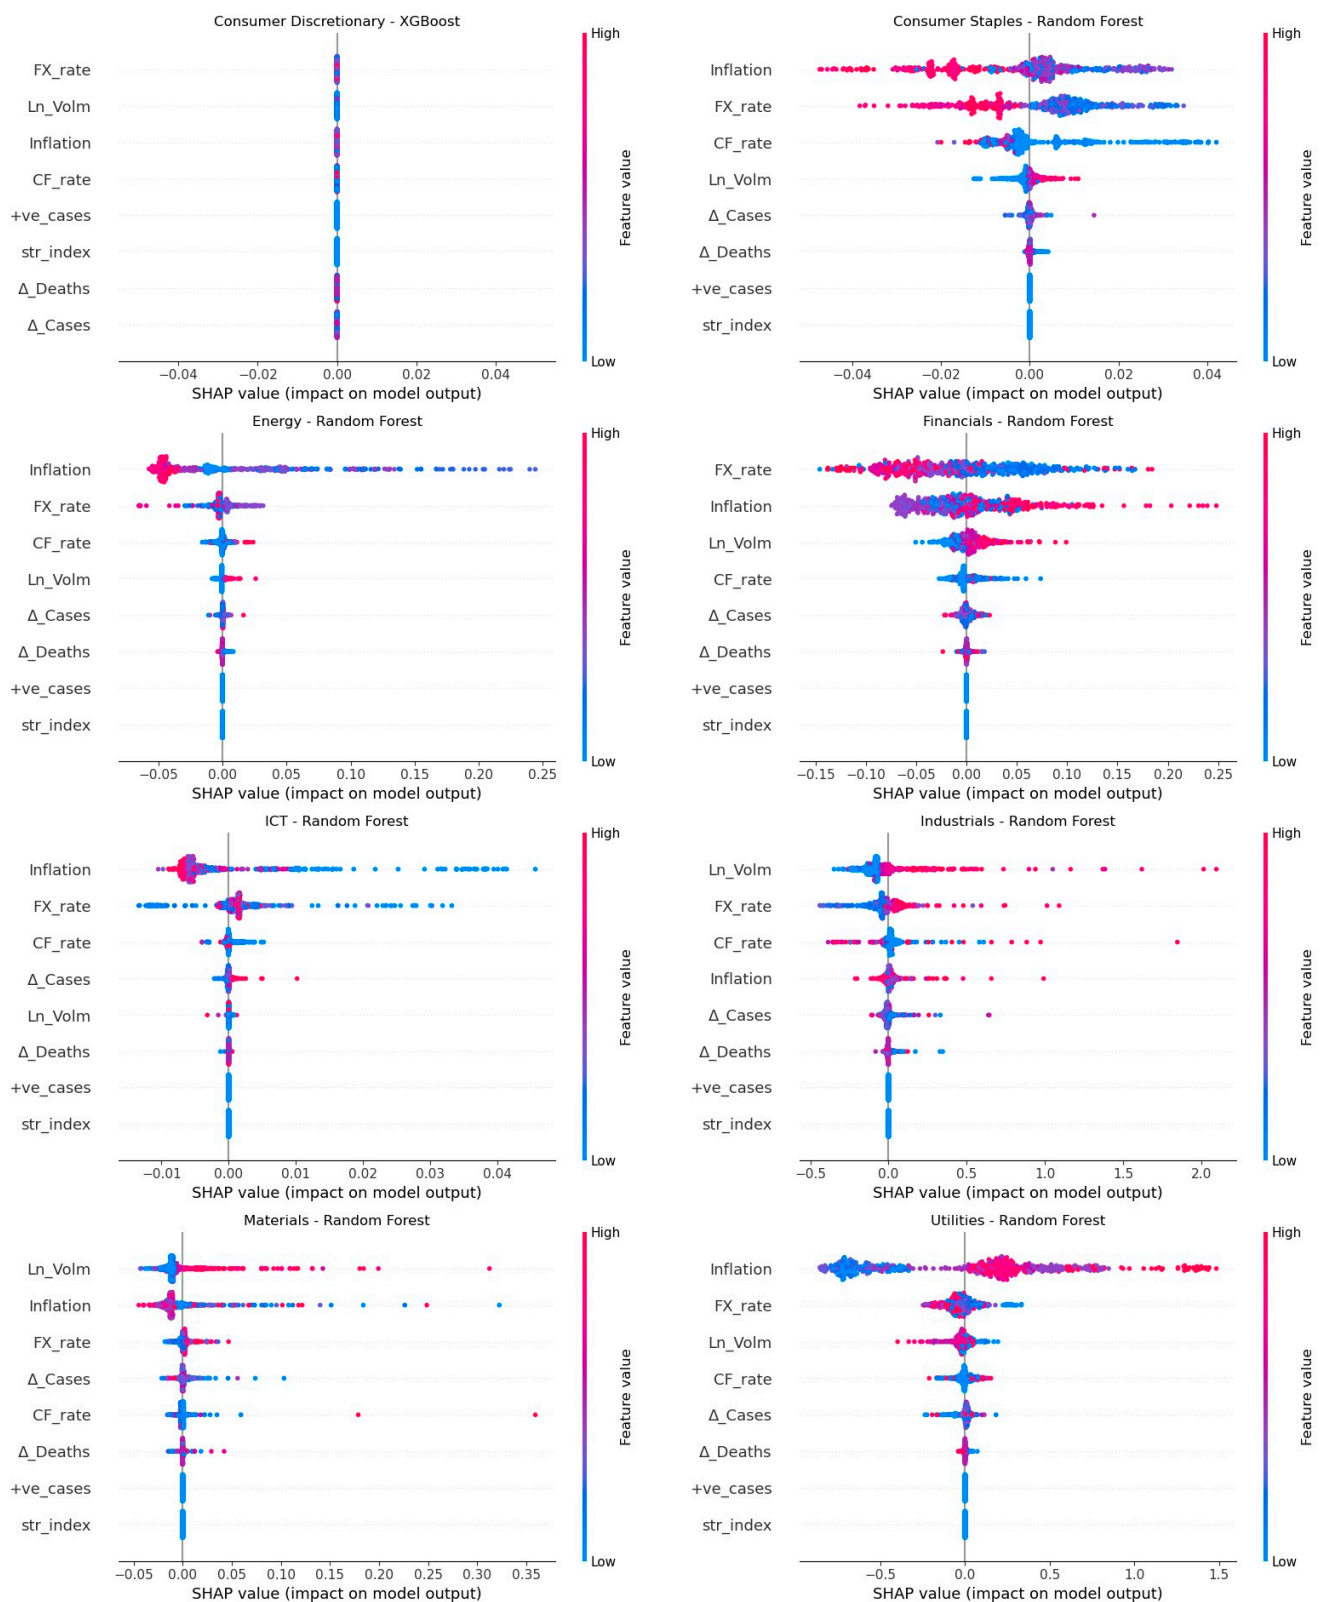 Consumer Discretionary - XGBoost
High
FX_rate
Ln_Volm
Inflation
CF_rate
+ve_cases
str_index
Δ_Deaths
Δ_Cases
Feature value
Low
−0.04 −0.02 0.00 0.02 0.04
SHAP value (impact on model output)
Consumer Staples - Random Forest
High
Inflation
FX_rate
CF_rate
Ln_Volm
Δ_Cases
Δ_Deaths
+ve_cases
str_index
Feature value
Low
−0.04 −0.02 0.00 0.02 0.04
SHAP value (impact on model output)
Energy - Random Forest
High
Inflation
FX_rate
CF_rate
Ln_Volm
Δ_Cases
Δ_Deaths
+ve_cases
str_index
Feature value
Low
−0.05 0.00 0.05 0.10 0.15 0.20 0.25
SHAP value (impact on model output)
Financials - Random Forest
High
FX_rate
Inflation
Ln_Volm
CF_rate
Δ_Cases
Δ_Deaths
+ve_cases
str_index
Feature value
Low
−0.15 −0.10 −0.05 0.00 0.05 0.10 0.15 0.20 0.25
SHAP value (impact on model output)
ICT - Random Forest
High
Inflation
FX_rate
CF_rate
Δ_Cases
Ln_Volm
Δ_Deaths
+ve_cases
str_index
Feature value
Low
−0.01 0.00 0.01 0.02 0.03 0.04
SHAP value (impact on model output)
Industrials - Random Forest
High
Ln_Volm
FX_rate
CF_rate
Inflation
Δ_Cases
Δ_Deaths
+ve_cases
str_index
Feature value
Low
−0.5 0.0 0.5 1.0 1.5 2.0
SHAP value (impact on model output)
Materials - Random Forest
High
Ln_Volm
Inflation
FX_rate
Δ_Cases
CF_rate
Δ_Deaths
+ve_cases
str_index
Feature value
Low
−0.05 0.00 0.05 0.10 0.15 0.20 0.25 0.30 0.35
SHAP value (impact on model output)
Utilities - Random Forest
High
Inflation
FX_rate
Ln_Volm
CF_rate
Δ_Cases
Δ_Deaths
+ve_cases
str_index
Feature value
Low
−0.5 0.0 0.5 1.0 1.5
SHAP value (impact on model output)